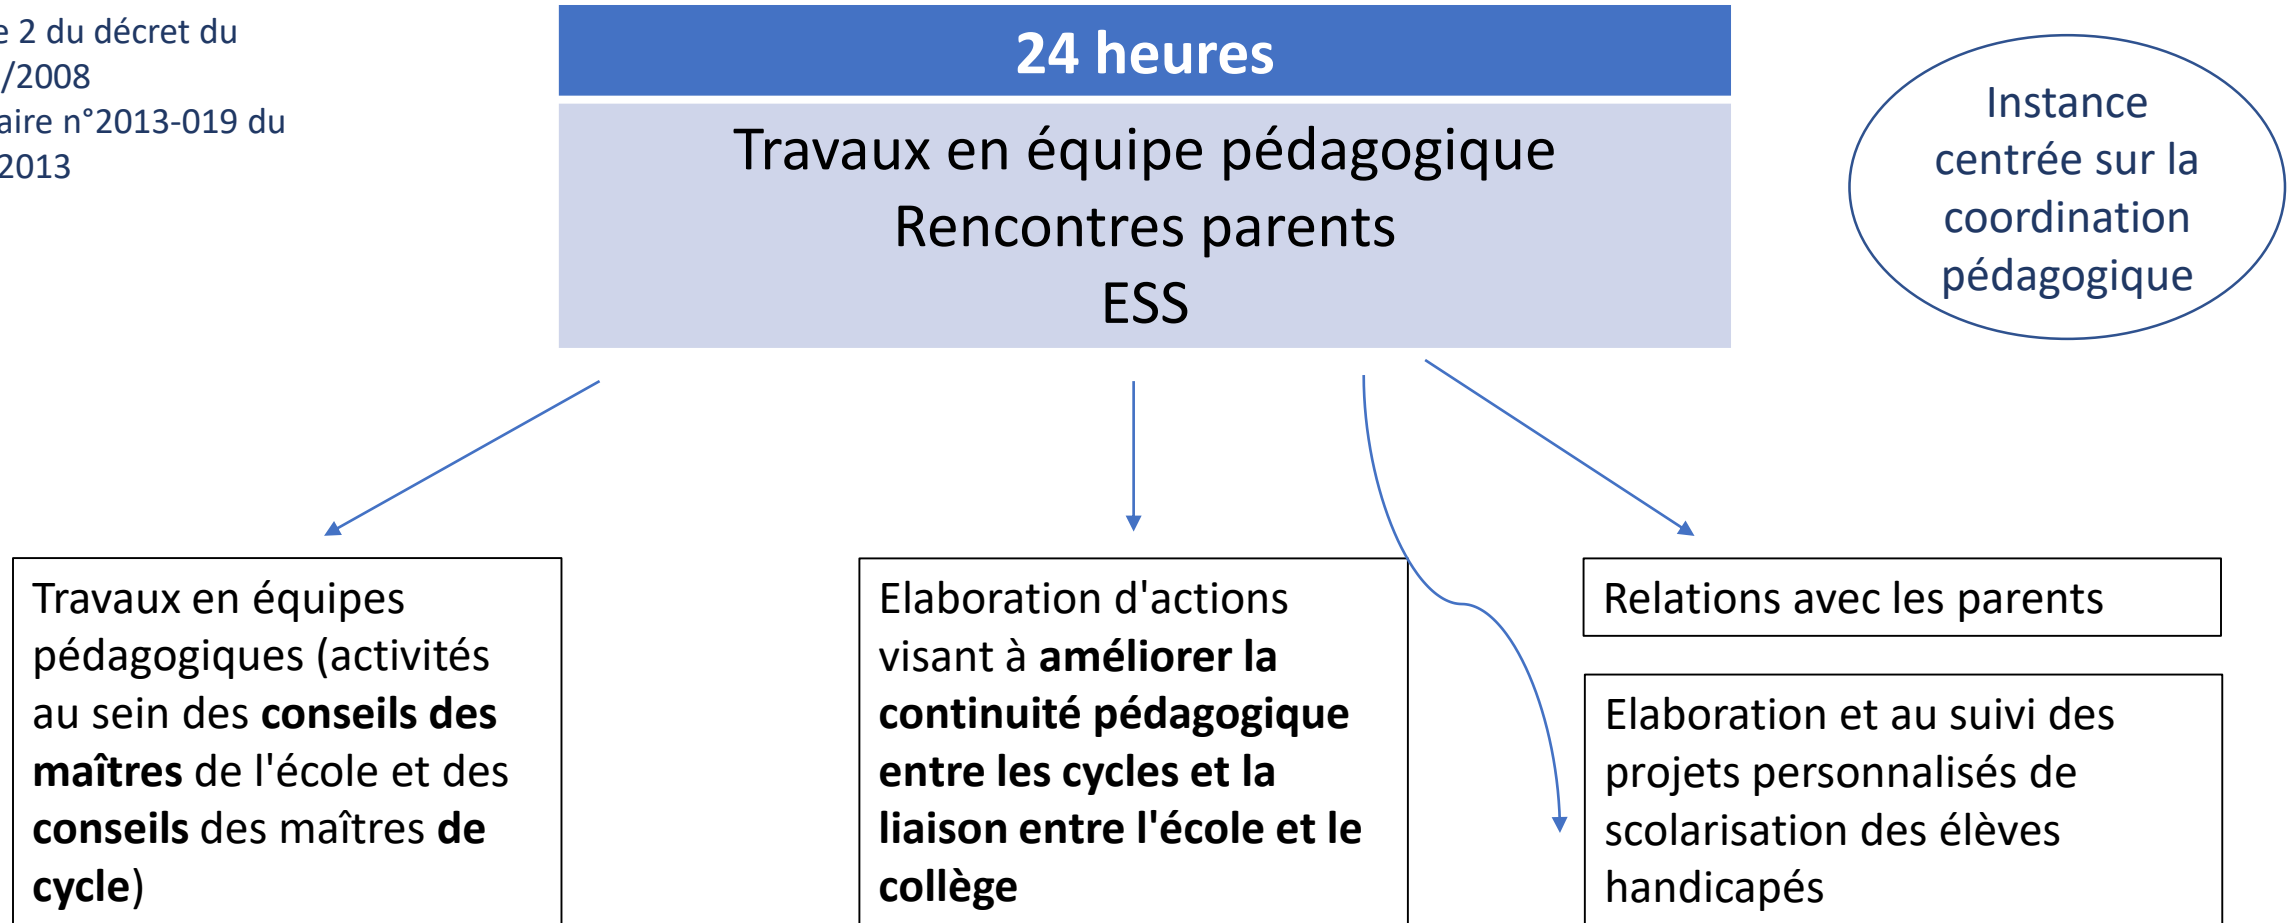 e 2 du décret du
/2008
aire n°2013-019 du
2013
24 heures
Travaux en équipe pédagogique
Rencontres parents
ESS
Instance
centrée sur la
coordination
pédagogique
Travaux en équipes
pédagogiques (activités
au sein des conseils des
maîtres de l'école et des
conseils des maîtres de
cycle)
Elaboration d'actions
visant à améliorer la
continuité pédagogique
entre les cycles et la
liaison entre l'école et le
collège
Relations avec les parents
Elaboration et au suivi des
projets personnalisés de
scolarisation des élèves
handicapés